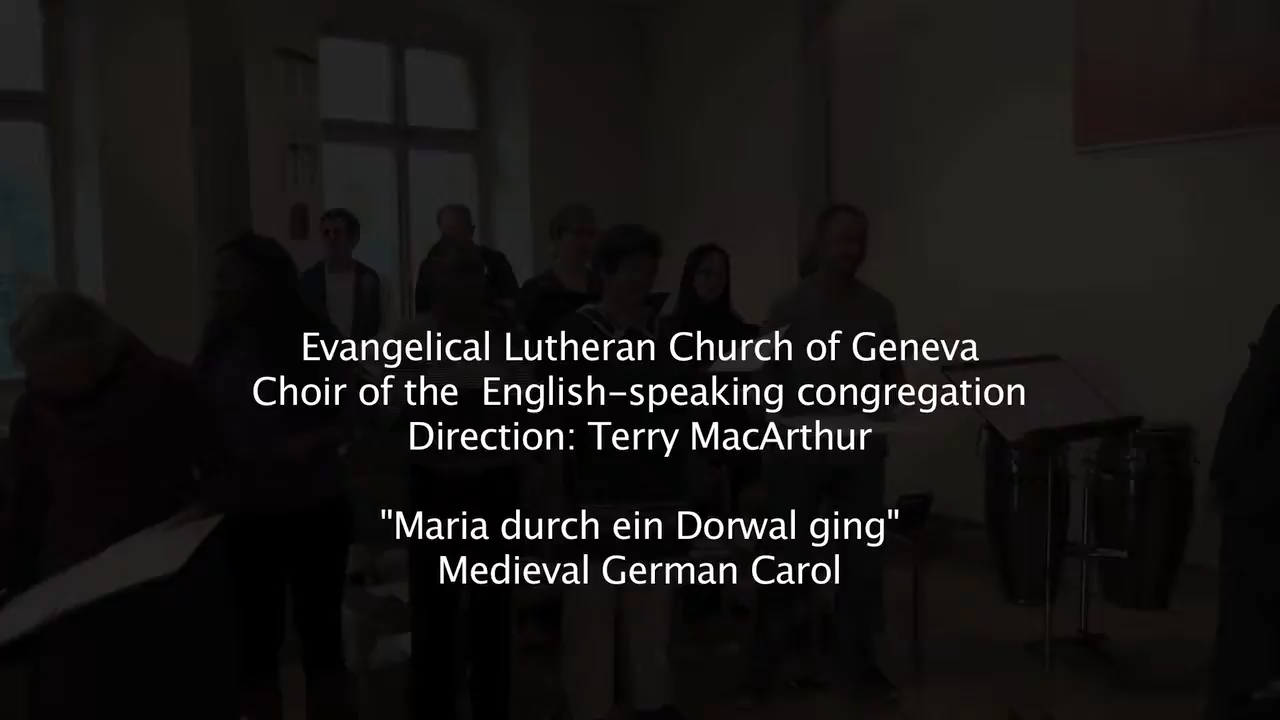 Evangelical Lutheran Church of Geneva
Choir of the  English-speaking congregation
Direction: Terry MacArthur
"Maria durch ein Dorwal ging"
Medieval German Carol